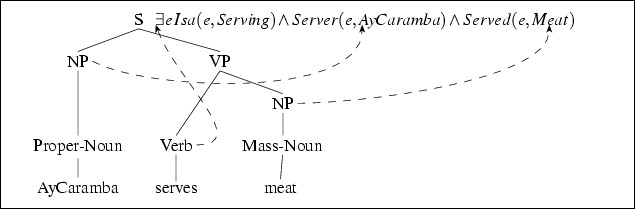 S ∃eIsa(e,Serving)∧Server(e,AyCaramba)∧Served(e,Meat)
NP VP
NP
Proper-Noun Verb Mass-Noun
AyCaramba serves meat